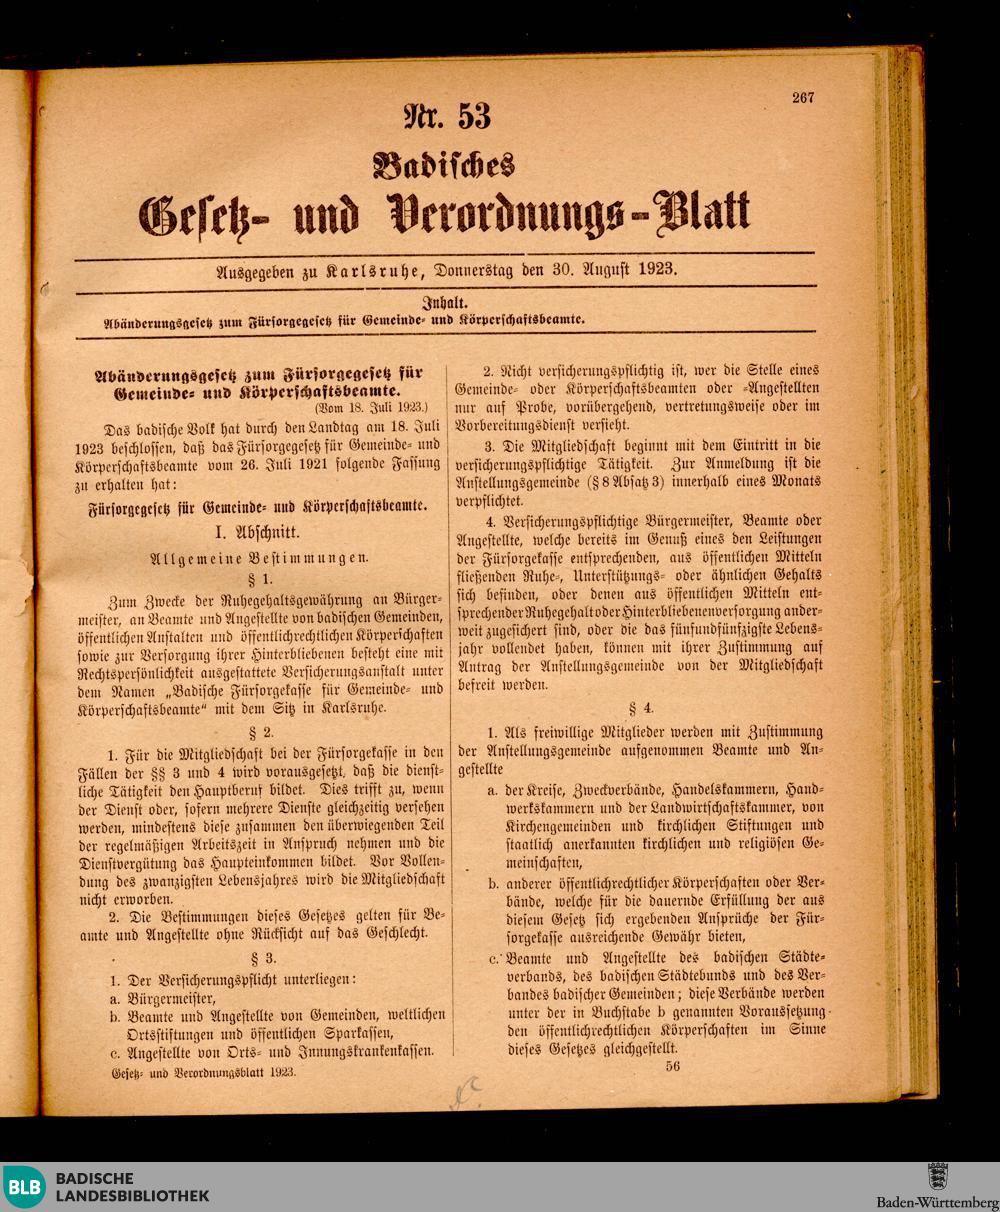 267
Nr. 53
Badisches
Gesetz- und Verordnungs-Blatt
Ausgegeben zu Karlsruhe, Donnerstag den 30. August 1923.
Inhalt.
Abänderungsgesetz zum Fürsorgegesetz für Gemeinde- und Körperschaftsbeamte.
Abänderungsgesetz zum Fürsorgegesetz für
Gemeinde- und Körperschaftsbeamte.
(Vom 18. Juli 1923.)
Das badische Volk hat durch den Landtag am 18. Juli
1923 beschlossen, daß das Fürsorgegesetz für Gemeinde- und
Körperschaftsbeamte vom 26. Juli 1921 folgende Fassung
zu erhalten hat:
Fürsorgegesetz für Gemeinde- und Körperschaftsbeamte.
I. Abschnitt.
Allgemeine Bestimmungen.
§ 1.
Zum Zwecke der Ruhegehaltsgewährung an Bürger-
meister, an Beamte und Angestellte von badischen Gemeinden,
öffentlichen Anstalten und öffentlichrechtlichen Körperschaften
sowie zur Versorgung ihrer Hinterbliebenen besteht eine mit
Rechtspersönlichkeit ausgestattete Versicherungsanstalt unter
dem Namen „Badische Fürsorgekasse für Gemeinde- und
Körperschaftsbeamte“ mit dem Sitz in Karlsruhe.
§ 2.
1. Für die Mitgliedschaft bei der Fürsorgekasse in den
Fällen der §§ 3 und 4 wird vorausgesetzt, daß die dienst-
liche Tätigkeit den Hauptberuf bildet. Dies trifft zu, wenn
der Dienst oder, sofern mehrere Dienste gleichzeitig versehen
werden, mindestens diese zusammen den überwiegenden Teil
der regelmäßigen Arbeitszeit in Anspruch nehmen und die
Dienstvergütung das Haupteinkommen bildet. Vor Vollen-
dung des zwanzigsten Lebensjahres wird die Mitgliedschaft
nicht erworben.
2. Die Bestimmungen dieses Gesetzes gelten für Be-
amte und Angestellte ohne Rücksicht auf das Geschlecht.
§ 3.
1. Der Versicherungspflicht unterliegen:
a. Bürgermeister,
b. Beamte und Angestellte von Gemeinden, weltlichen
Ortsstiftungen und öffentlichen Sparkassen,
c. Angestellte von Orts- und Innungskrankenkassen.
Gesetz- und Verordnungsblatt 1923.
2. Nicht versicherungspflichtig ist, wer die Stelle eines
Gemeinde- oder Körperschaftsbeamten oder -Angestellten
nur auf Probe, vorübergehend, vertretungsweise oder im
Vorbereitungsdienst versieht.
3. Die Mitgliedschaft beginnt mit dem Eintritt in die
versicherungspflichtige Tätigkeit. Zur Anmeldung ist die
Anstellungsgemeinde (§ 8 Absatz 3) innerhalb eines Monats
verpflichtet.
4. Versicherungspflichtige Bürgermeister, Beamte oder
Angestellte, welche bereits im Genuß eines den Leistungen
der Fürsorgekasse entsprechenden, aus öffentlichen Mitteln
fließenden Ruhe-, Unterstützungs- oder ähnlichen Gehalts
sich befinden, oder denen aus öffentlichen Mitteln ent-
sprechender Ruhegehalt oder Hinterbliebenenversorgung ander-
weit zugesichert sind, oder die das fünfundfünfzigste Lebens-
jahr vollendet haben, können mit ihrer Zustimmung auf
Antrag der Anstellungsgemeinde von der Mitgliedschaft
befreit werden.
§ 4.
1. Als freiwillige Mitglieder werden mit Zustimmung
der Anstellungsgemeinde aufgenommen Beamte und An-
gestellte
a. der Kreise, Zweckverbände, Handelskammern, Hand-
werkskammern und der Landwirtschaftskammer, von
Kirchengemeinden und kirchlichen Stiftungen und
staatlich anerkannten kirchlichen und religiösen Ge-
meinschaften,
b. anderer öffentlichrechtlicher Körperschaften oder Ver-
bände, welche für die dauernde Erfüllung der aus
diesem Gesetz sich ergebenden Ansprüche der Für-
sorgekasse ausreichende Gewähr bieten,
c. Beamte und Angestellte des badischen Städte-
verbands, des badischen Städtebunds und des Ver-
bandes badischer Gemeinden; diese Verbände werden
unter der in Buchstabe b genannten Voraussetzung
den öffentlichrechtlichen Körperschaften im Sinne
dieses Gesetzes gleichgestellt.
56
BLB BADISCHE
LANDESBIBLIOTHEK
Baden-Württemberg